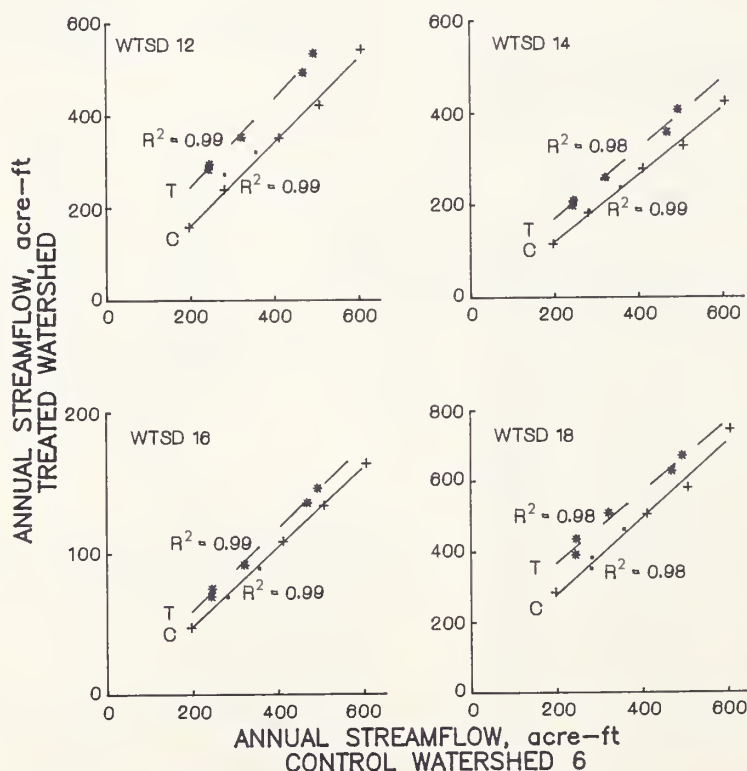 ANNUAL STREAMFLOW, acre-ft
TREATED WATERSHED
600
400
200
0
WTSD 12
R² = 0.99
T
R² = 0.99
C
0 200 400 600
600
400
200
0
WTSD 14
R² = 0.98
T
R² = 0.99
C
0 200 400 600
200
100
0
WTSD 16
R² = 0.99
T
R² = 0.99
C
0 200 400 600
800
600
400
200
0
WTSD 18
R² = 0.98
T
R² = 0.98
C
0 200 400 600
ANNUAL STREAMFLOW, acre-ft
CONTROL WATERSHED 6